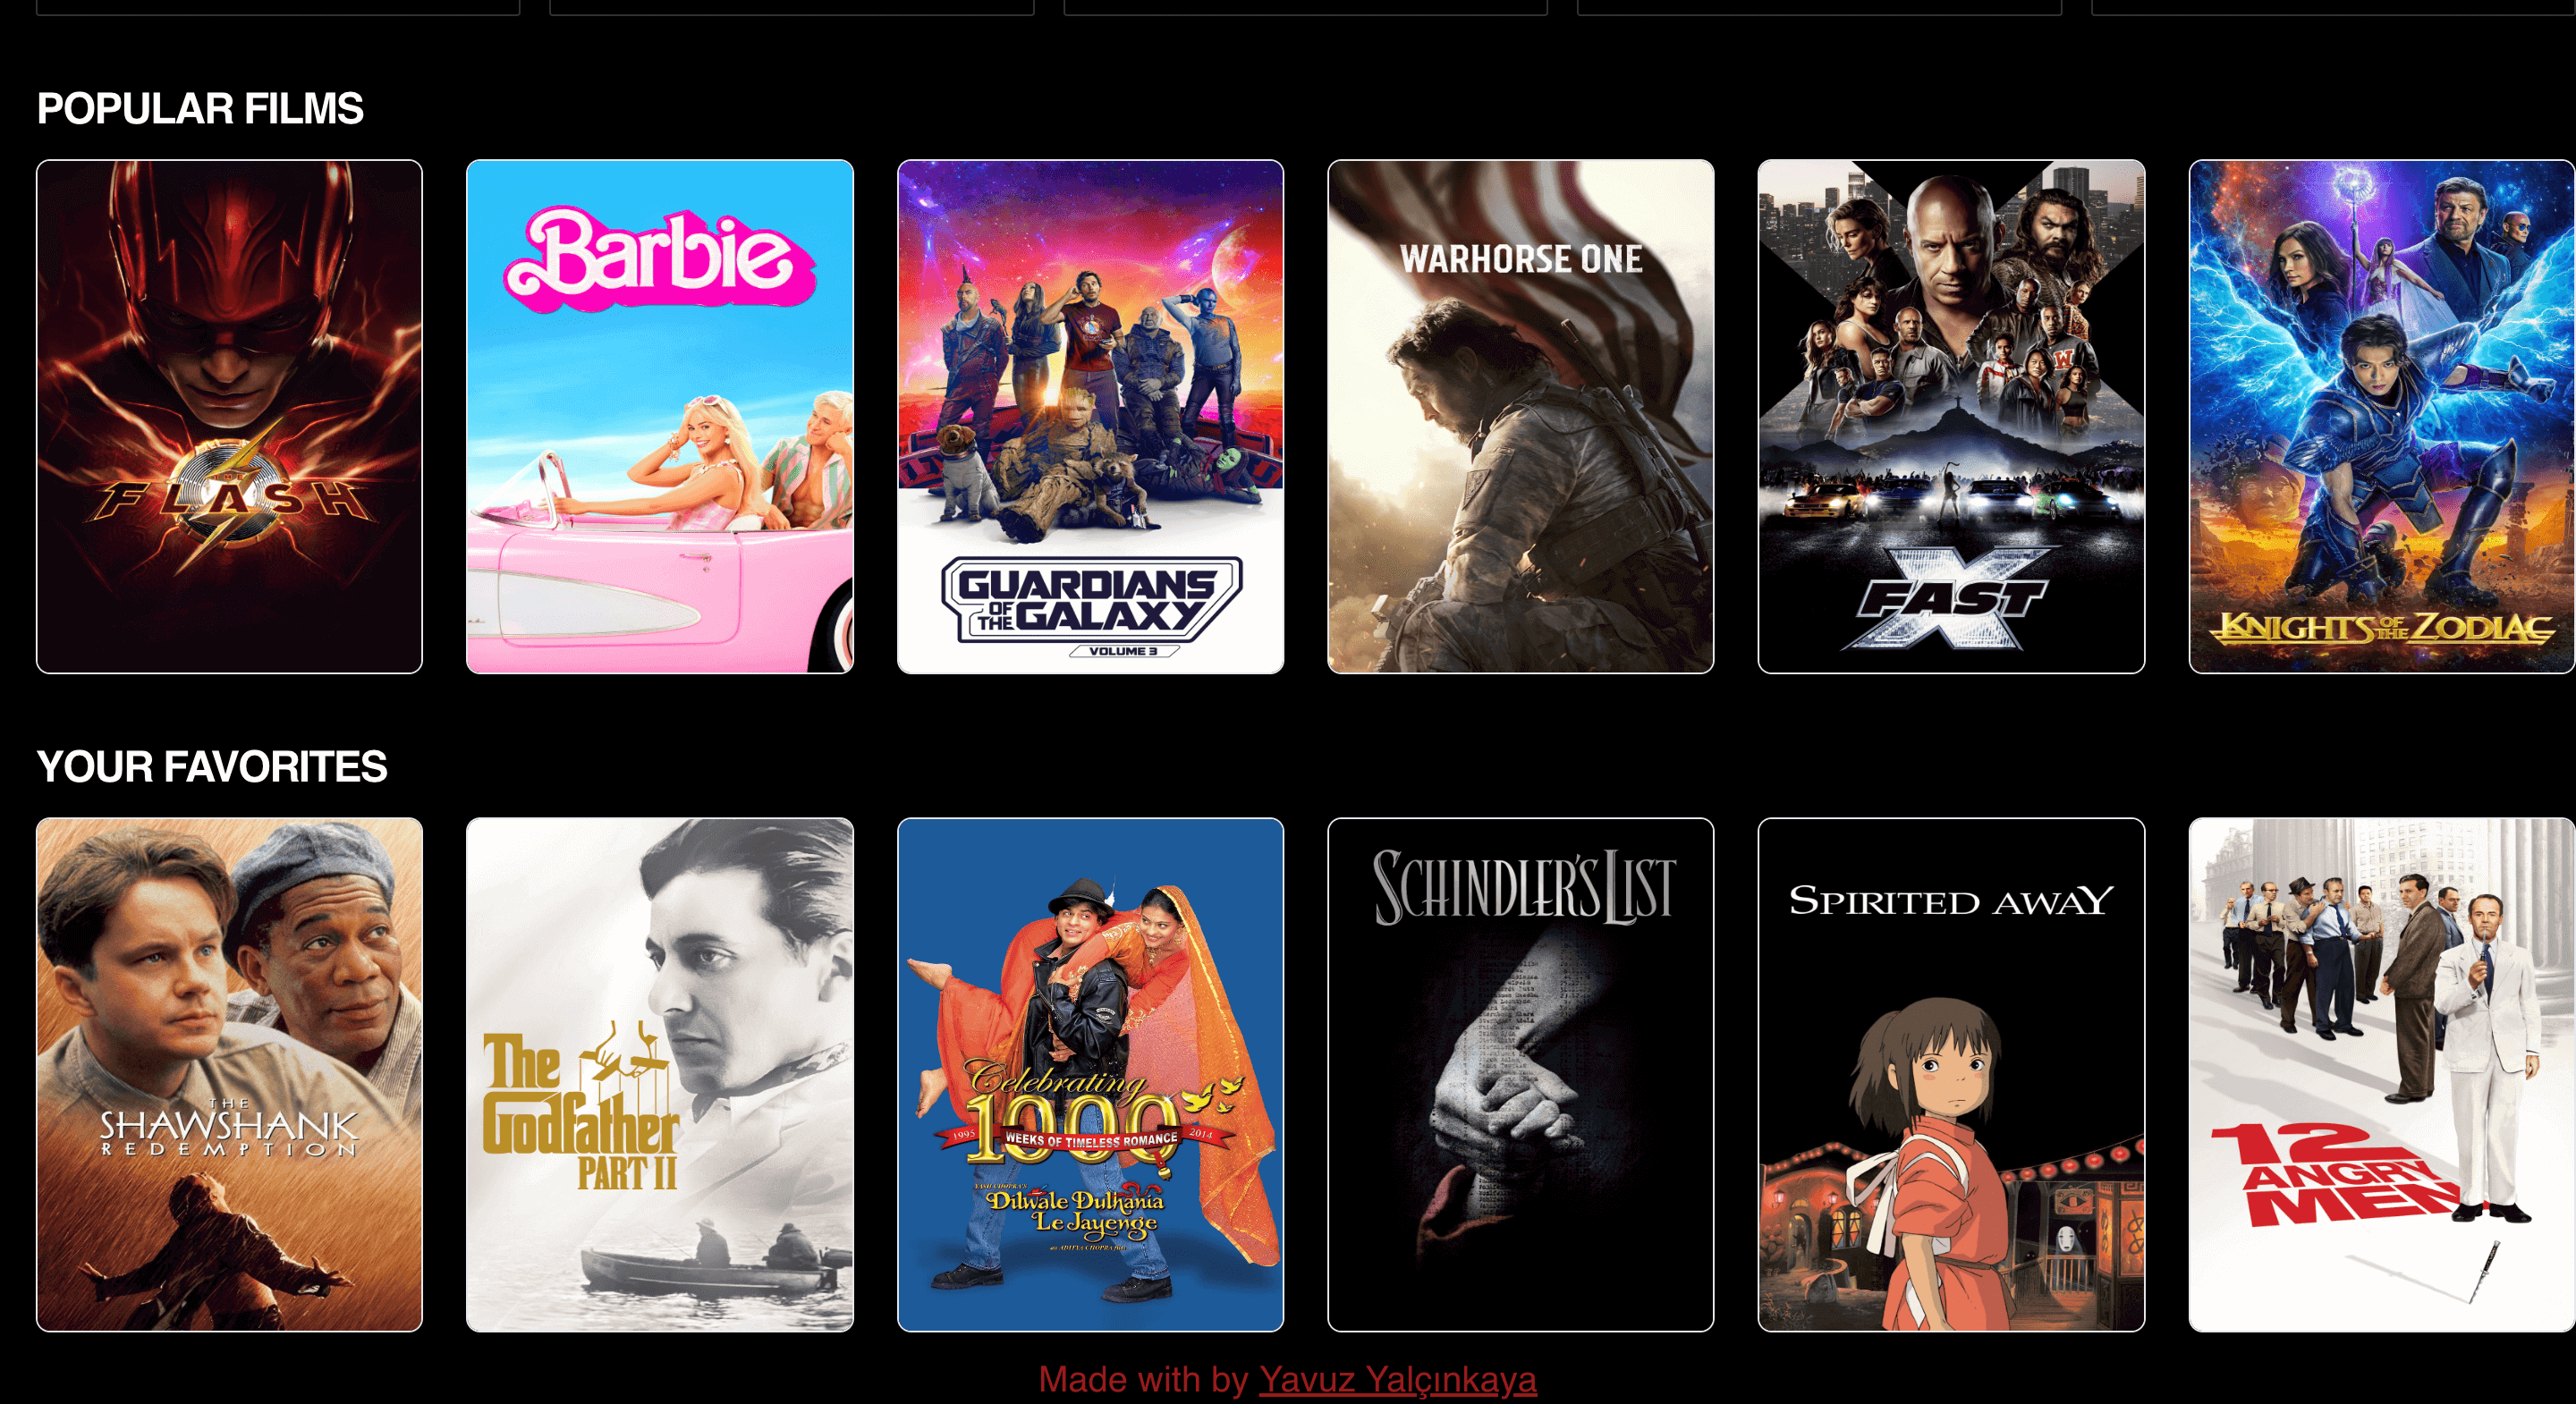 POPULAR FILMS
FLASH
Barbie
GUARDIANS
OF THE GALAXY
VOLUME 3
WARHORSE ONE
W
FAST X
KNIGHTS OF THE ZODIAC
YOUR FAVORITES
THE
SHAWSHANK
REDEMPTION
The
Godfather
PART II
Celebrating
1000
1995 WEEKS OF TIMELESS ROMANCE 2014
YASH CHOPRA'S
Dilwale Dulhania
Le Jayenge
SCHINDLER'S LIST
SPIRITED AWAY
12
ANGRY
MEN
Made with by Yavuz Yalçınkaya